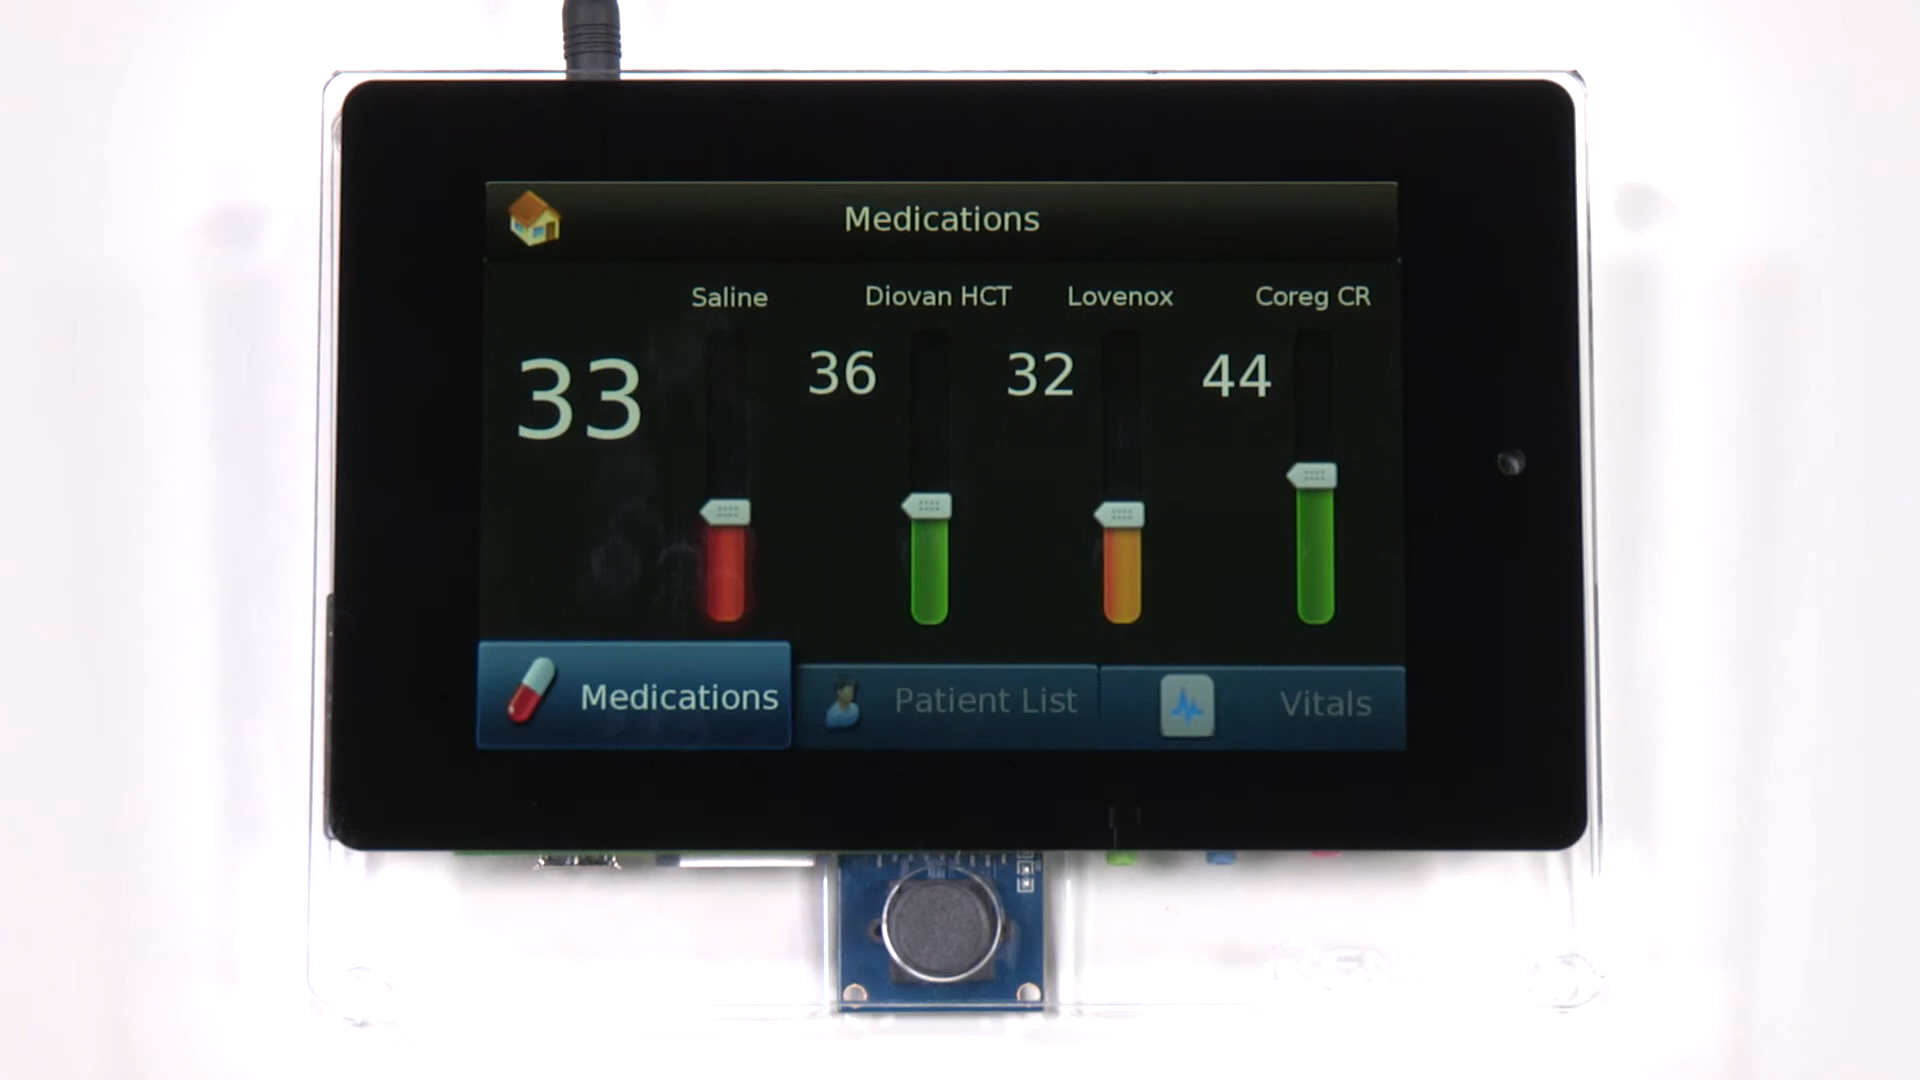 Medications
Saline
Diovan HCT
Lovenox
Coreg CR
33
36
32
44
Medications
Patient List
Vitals